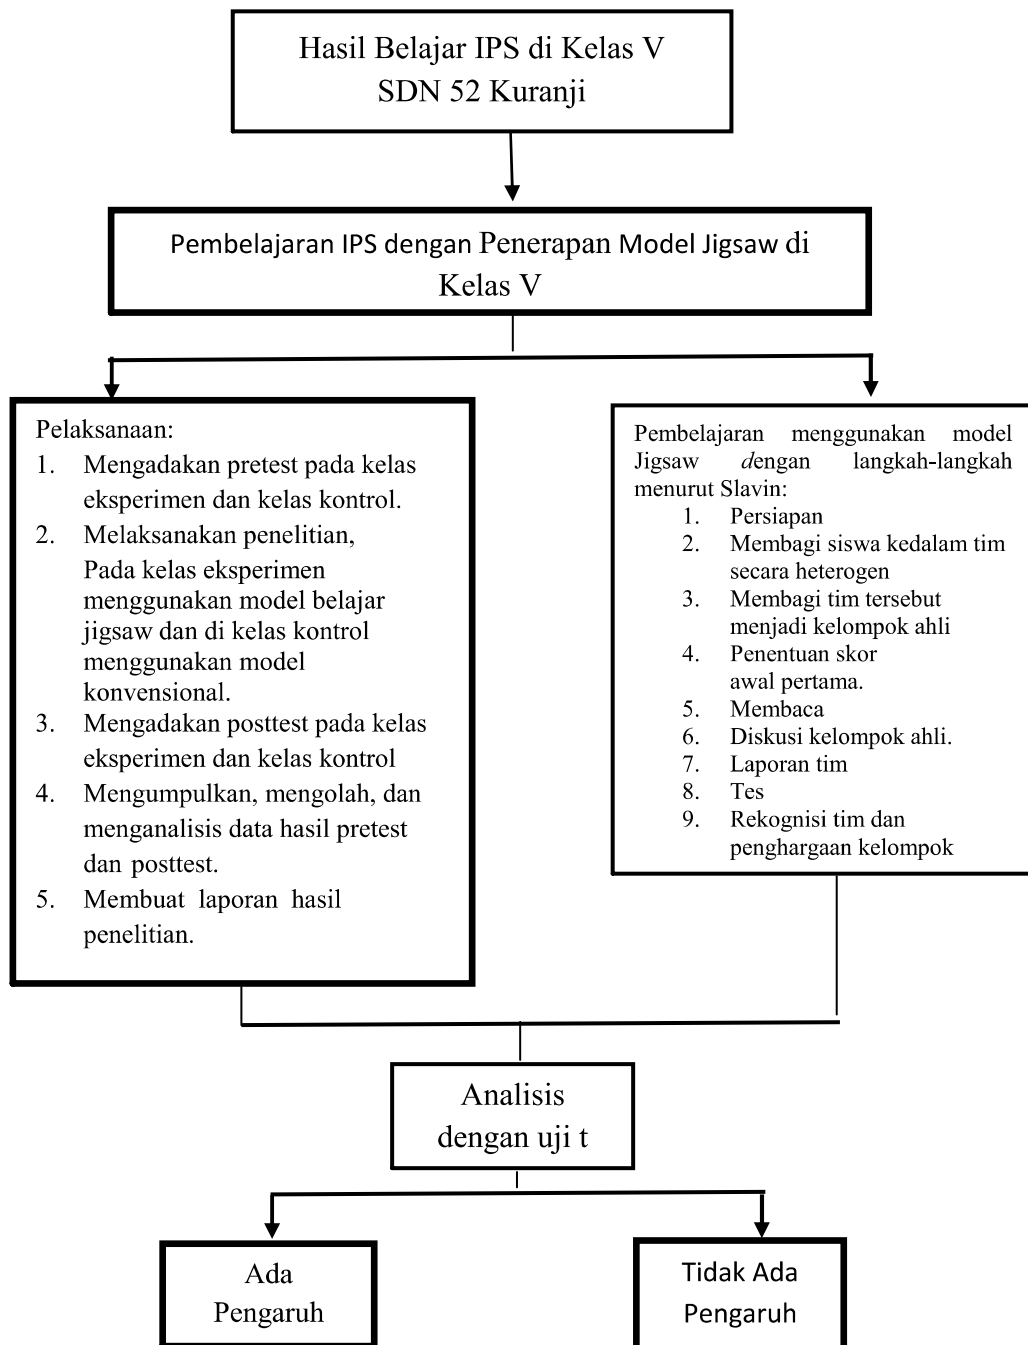 Hasil Belajar IPS di Kelas V
SDN 52 Kuranji
Pembelajaran IPS dengan Penerapan Model Jigsaw di
Kelas V
Pelaksanaan:
1. Mengadakan pretest pada kelas
eksperimen dan kelas kontrol.
2. Melaksanakan penelitian,
Pada kelas eksperimen
menggunakan model belajar
jigsaw dan di kelas kontrol
menggunakan model
konvensional.
3. Mengadakan posttest pada kelas
eksperimen dan kelas kontrol
4. Mengumpulkan, mengolah, dan
menganalisis data hasil pretest
dan posttest.
5. Membuat laporan hasil
penelitian.
Pembelajaran menggunakan model
Jigsaw dengan langkah-langkah
menurut Slavin:
1. Persiapan
2. Membagi siswa kedalam tim
secara heterogen
3. Membagi tim tersebut
menjadi kelompok ahli
4. Penentuan skor
awal pertama.
5. Membaca
6. Diskusi kelompok ahli.
7. Laporan tim
8. Tes
9. Rekognisi tim dan
penghargaan kelompok
Analisis
dengan uji t
Ada
Pengaruh
Tidak Ada
Pengaruh